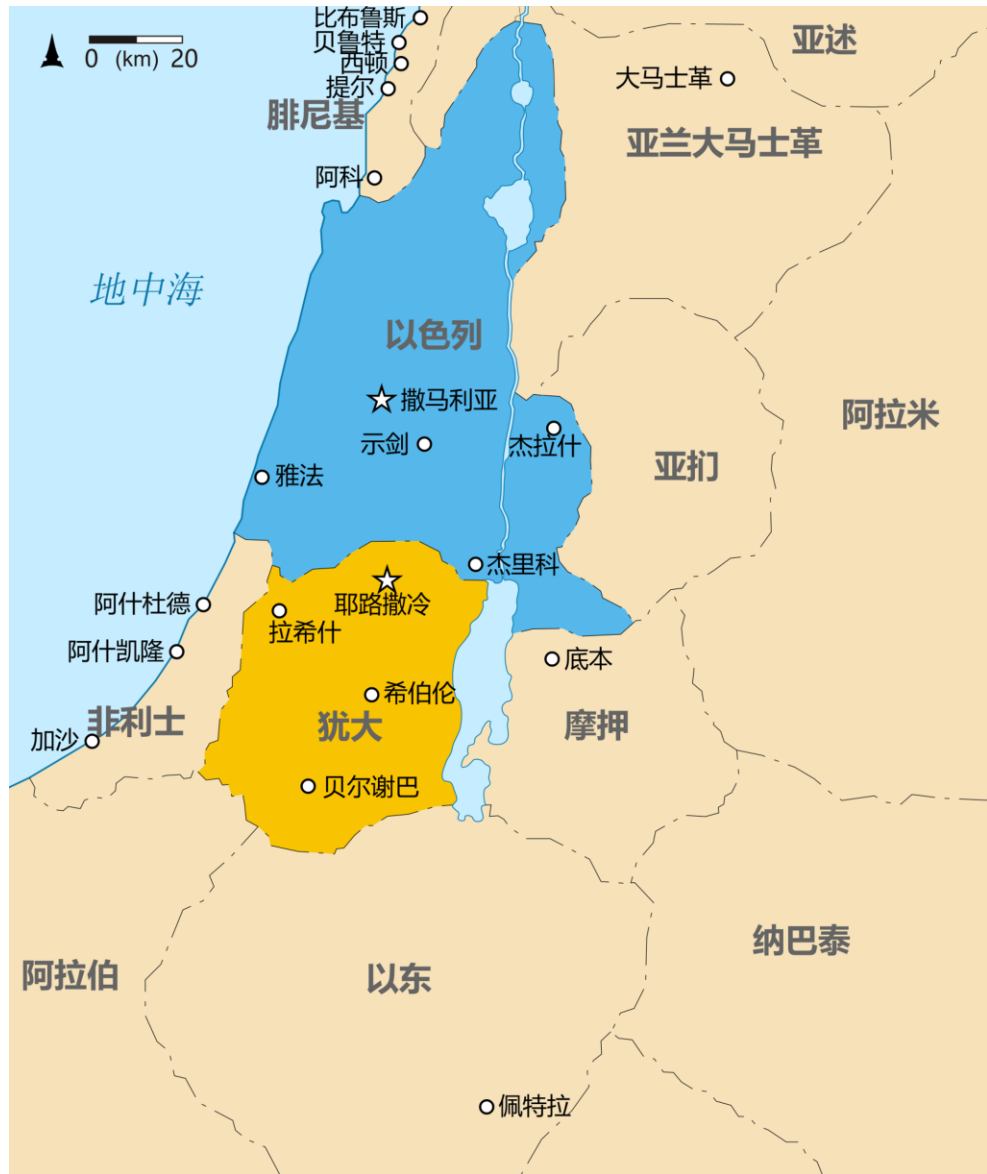 比布鲁斯
贝鲁特
西顿
提尔
0 (km) 20
亚述
大马士革
腓尼基
亚兰大马士革
阿科
地中海
以色列
撒马利亚
示剑
杰拉什
阿拉米
亚扪
雅法
杰里科
耶路撒冷
阿什杜德
拉希什
阿什凯隆
底本
希伯伦
非利士
犹大
摩押
加沙
贝尔谢巴
纳巴泰
阿拉伯
以东
佩特拉